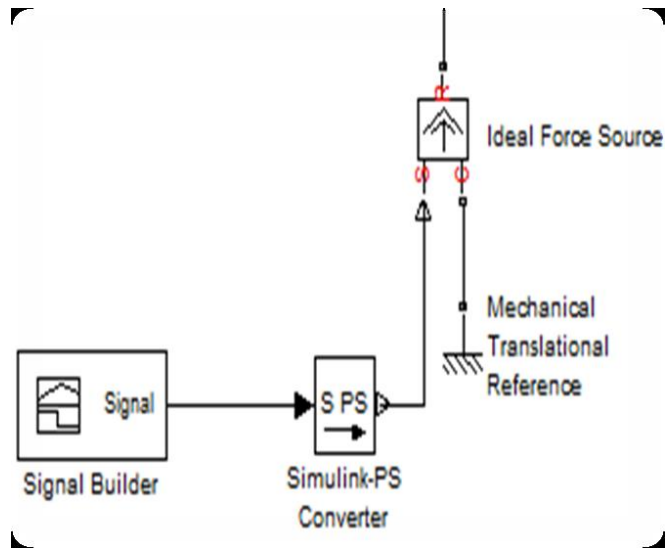 R
Ideal Force Source
S
C
Mechanical
Translational
Reference
Signal
S PS
Signal Builder
Simulink-PS
Converter